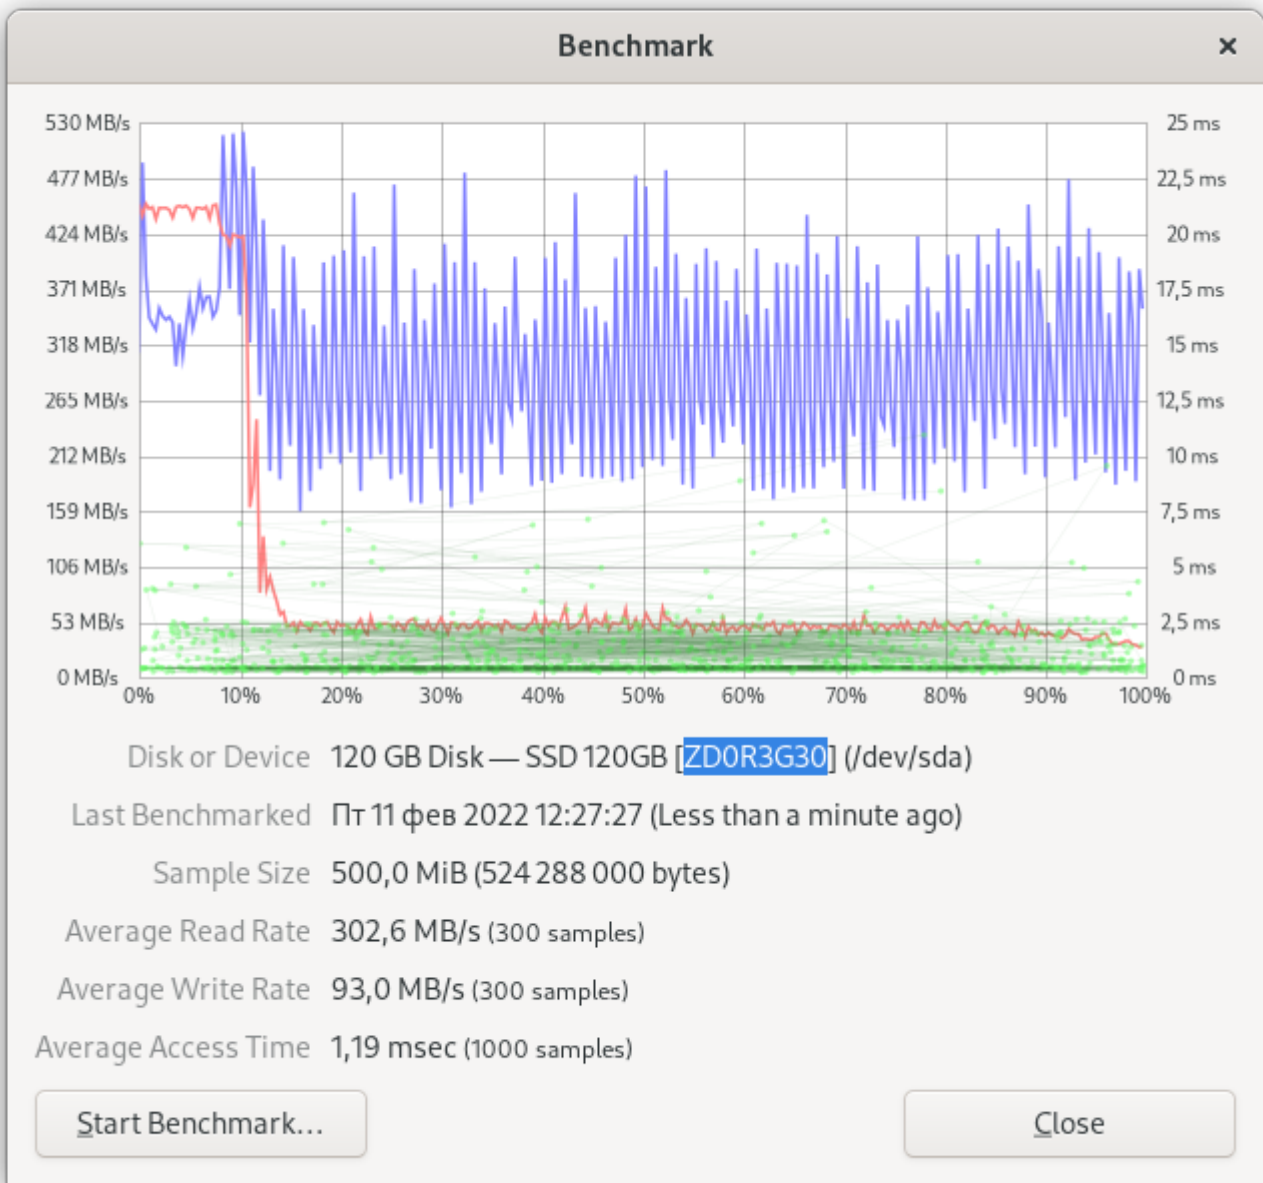 Benchmark
530 MB/s
477 MB/s
424 MB/s
371 MB/s
318 MB/s
265 MB/s
212 MB/s
159 MB/s
106 MB/s
53 MB/s
0 MB/s
25 ms
22,5 ms
20 ms
17,5 ms
15 ms
12,5 ms
10 ms
7,5 ms
5 ms
2,5 ms
0 ms
0% 10% 20% 30% 40% 50% 60% 70% 80% 90% 100%
Disk or Device 120 GB Disk — SSD 120GB [ZD0R3G30] (/dev/sda)
Last Benchmarked Пт 11 фев 2022 12:27:27 (Less than a minute ago)
Sample Size 500,0 MiB (524 288 000 bytes)
Average Read Rate 302,6 MB/s (300 samples)
Average Write Rate 93,0 MB/s (300 samples)
Average Access Time 1,19 msec (1000 samples)
Start Benchmark... Close